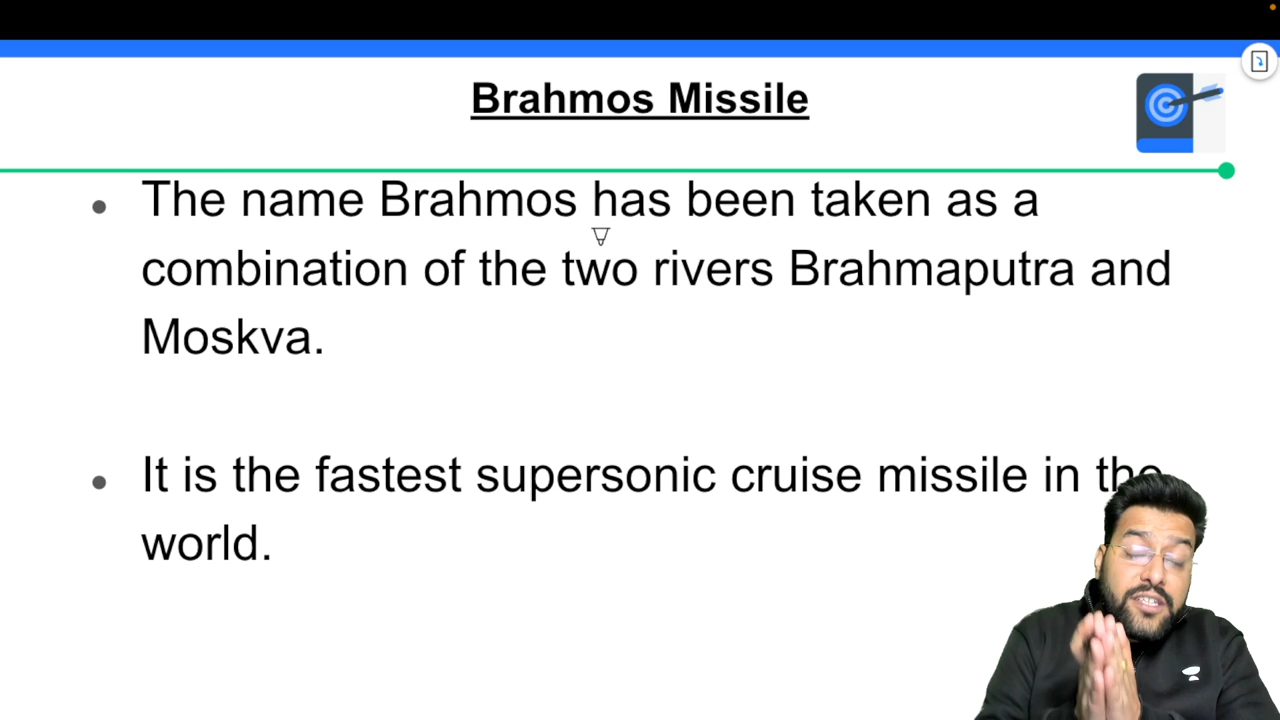 Brahmos Missile
The name Brahmos has been taken as a
combination of the two rivers Brahmaputra and
Moskva.
It is the fastest supersonic cruise missile in the
world.